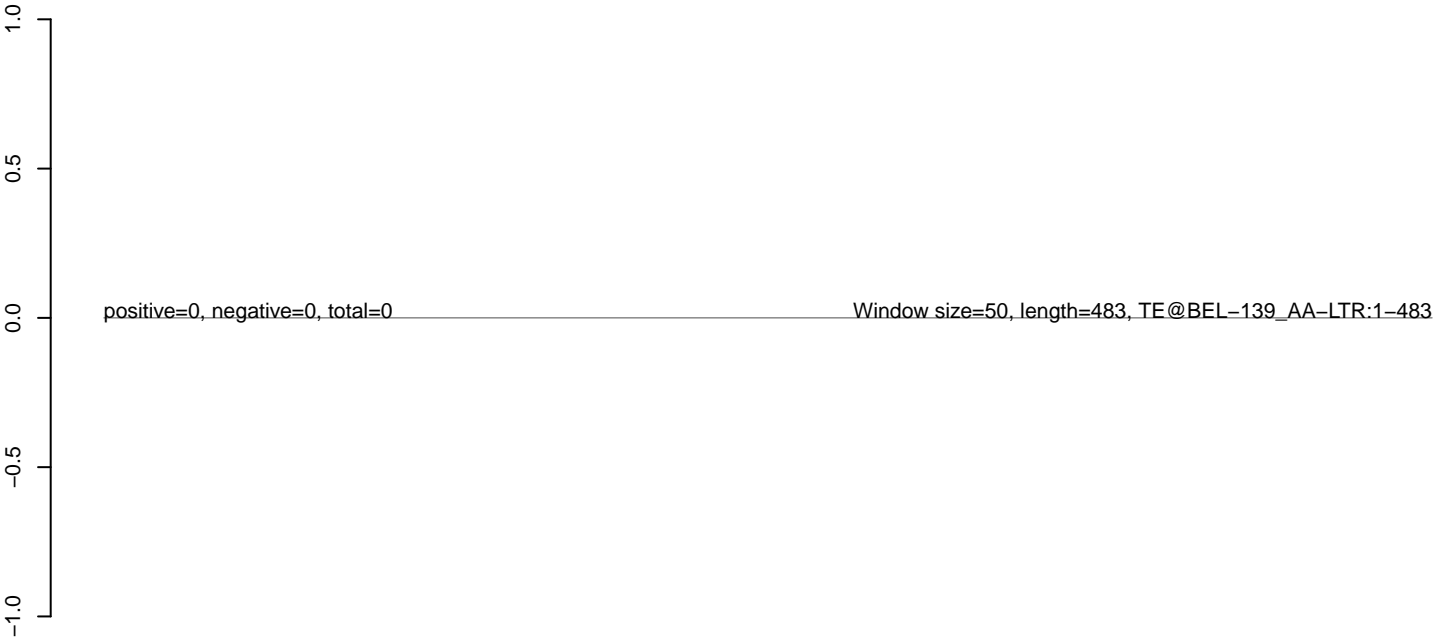 1.0
0.5
0.0
−0.5
−1.0
positive=0, negative=0, total=0
Window size=50, length=483, TE@BEL−139_AA−LTR:1−483